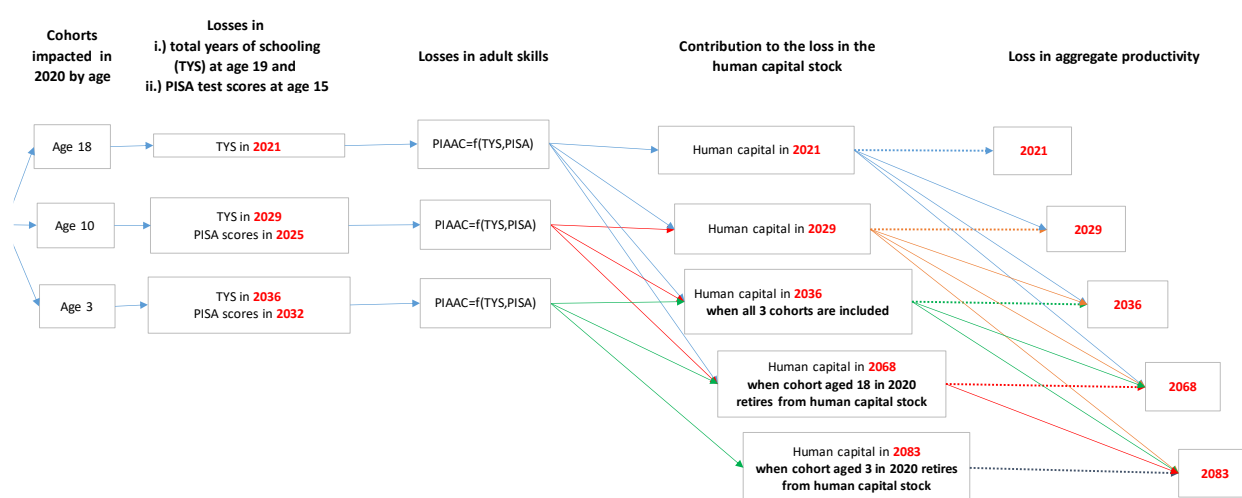 Cohorts
impacted in
2020 by age
Losses in
i.) total years of schooling
(TYS) at age 19 and
ii.) PISA test scores at age 15
Losses in adult skills
Contribution to the loss in the
human capital stock
Loss in aggregate productivity
Age 18
TYS in 2021
PIAAC=f(TYS,PISA)
Human capital in 2021
2021
Age 10
TYS in 2029
PISA scores in 2025
PIAAC=f(TYS,PISA)
Human capital in 2029
2029
Age 3
TYS in 2036
PISA scores in 2032
PIAAC=f(TYS,PISA)
Human capital in 2036
when all 3 cohorts are included
2036
Human capital in 2068
when cohort aged 18 in 2020
retires from human capital stock
2068
Human capital in 2083
when cohort aged 3 in 2020 retires
from human capital stock
2083